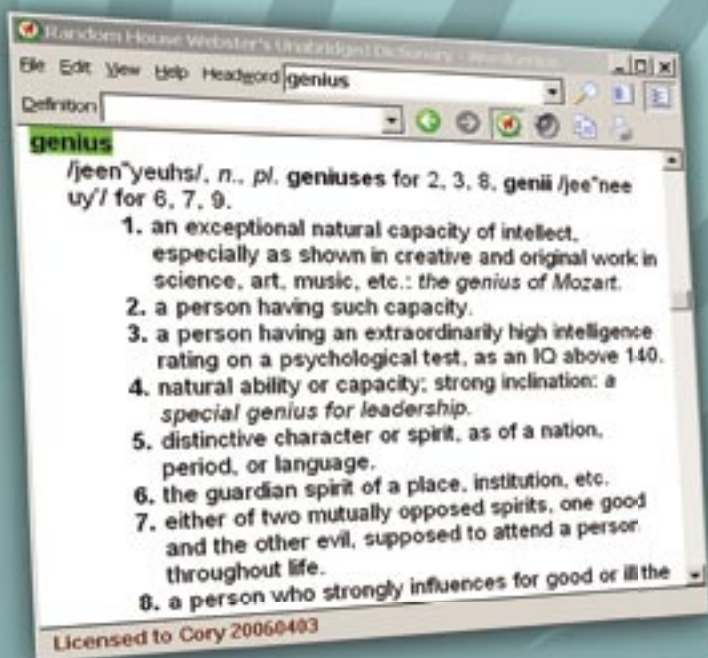 Random House Webster's Unabridged Dictionary -
File Edit View Help Headword genius
Definition
genius
/jeen"yeuhs/, n., pl. geniuses for 2, 3, 8, genii /jee"nee
uy'/ for 6, 7, 9.
1. an exceptional natural capacity of intellect,
especially as shown in creative and original work in
science, art, music, etc.: the genius of Mozart.
2. a person having such capacity.
3. a person having an extraordinarily high intelligence
rating on a psychological test, as an IQ above 140.
4. natural ability or capacity; strong inclination: a
special genius for leadership.
5. distinctive character or spirit, as of a nation,
period, or language.
6. the guardian spirit of a place, institution, etc.
7. either of two mutually opposed spirits, one good
and the other evil, supposed to attend a person
throughout life.
8. a person who strongly influences for good or ill the
Licensed to Cory 20060403